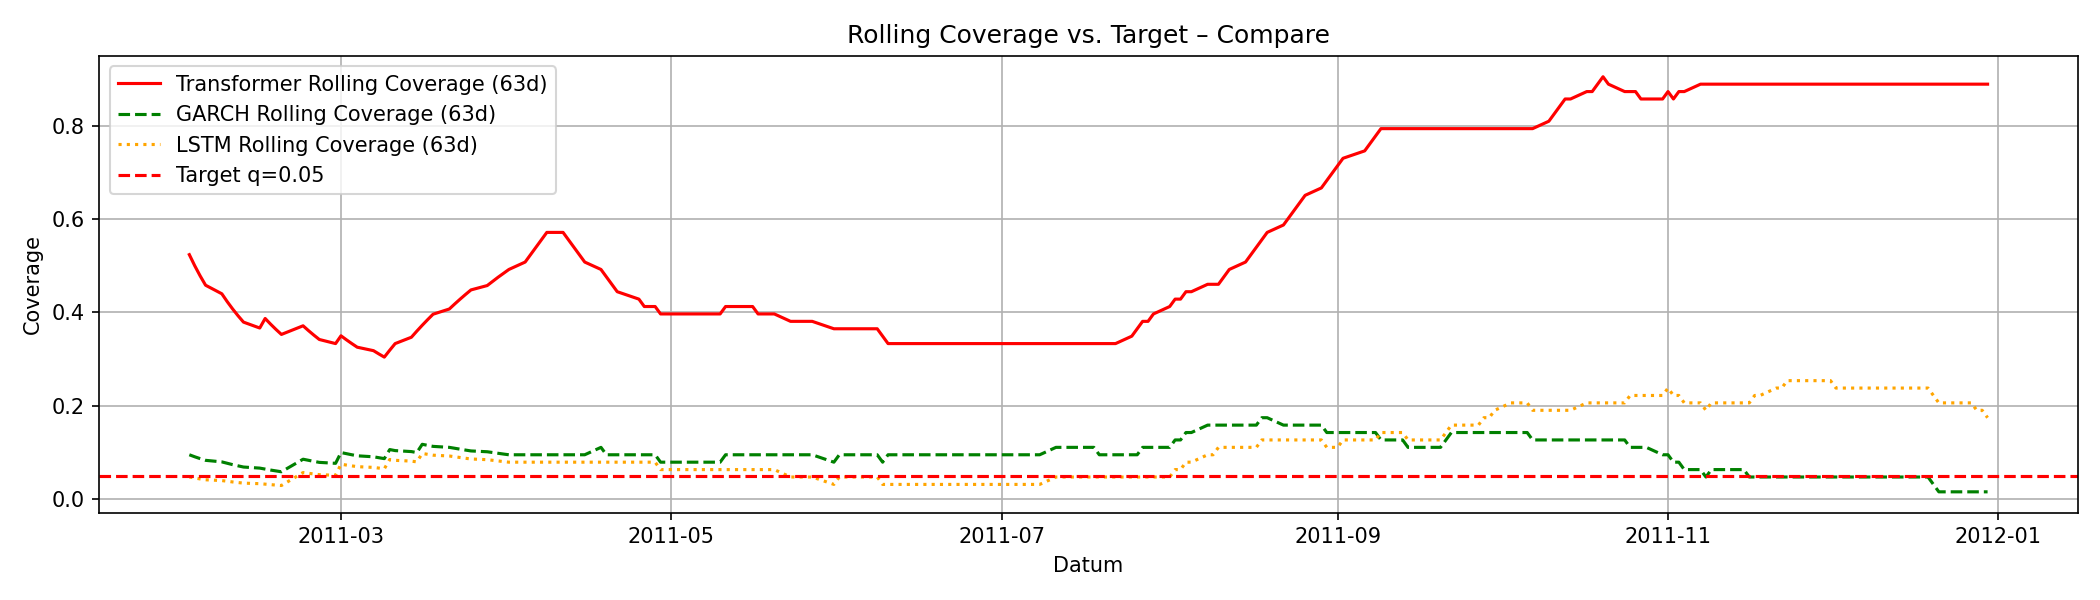 Rolling Coverage vs. Target – Compare
Transformer Rolling Coverage (63d)
GARCH Rolling Coverage (63d)
LSTM Rolling Coverage (63d)
Target q=0.05
Coverage
0.8
0.6
0.4
0.2
0.0
2011-03
2011-05
2011-07
2011-09
2011-11
2012-01
Datum